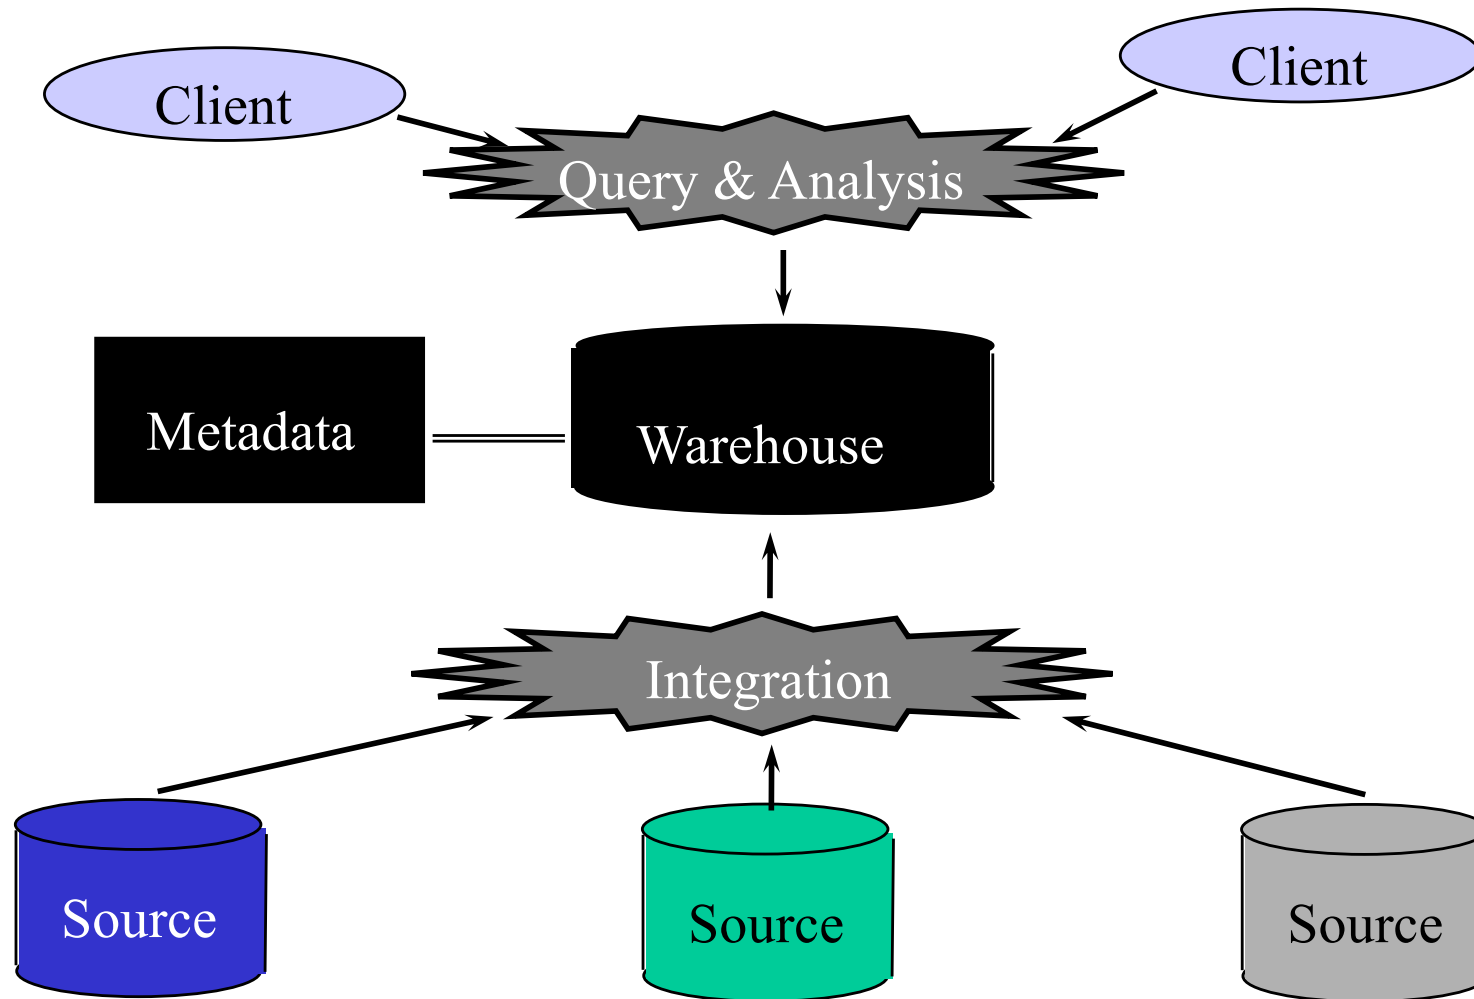 Client
Client
Query & Analysis
Metadata
Warehouse
Integration
Source
Source
Source